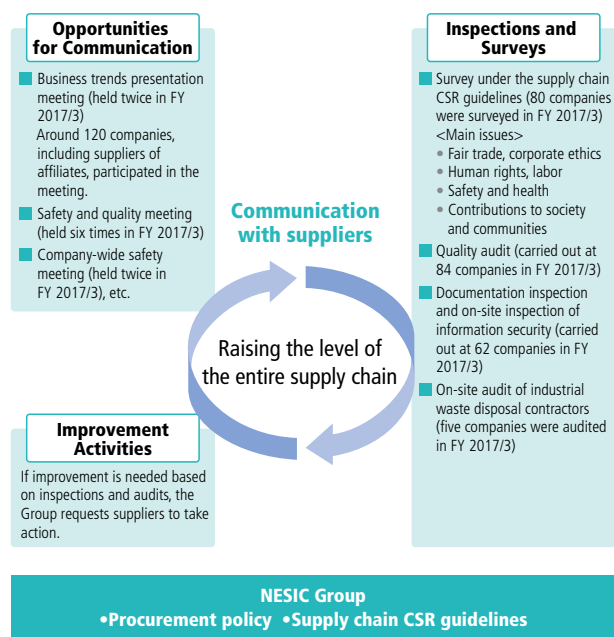 Opportunities
for Communication
■ Business trends presentation
meeting (held twice in FY
2017/3)
Around 120 companies,
including suppliers of
affiliates, participated in the
meeting.
■ Safety and quality meeting
(held six times in FY 2017/3)
■ Company-wide safety
meeting (held twice in
FY 2017/3), etc.
Inspections and
Surveys
■ Survey under the supply chain
CSR guidelines (80 companies
were surveyed in FY 2017/3)
<Main issues>
• Fair trade, corporate ethics
• Human rights, labor
• Safety and health
• Contributions to society
and communities
■ Quality audit (carried out at
84 companies in FY 2017/3)
■ Documentation inspection
and on-site inspection of
information security (carried
out at 62 companies in FY
2017/3)
■ On-site audit of industrial
waste disposal contractors
(five companies were audited
in FY 2017/3)
Communication
with suppliers
Raising the level of
the entire supply chain
Improvement
Activities
If improvement is needed based
on inspections and audits, the
Group requests suppliers to take
action.
NESIC Group
•Procurement policy •Supply chain CSR guidelines